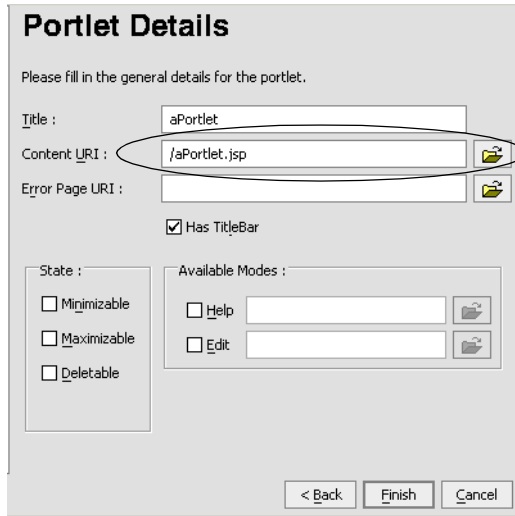 Portlet Details
Please fill in the general details for the portlet.
Title : aPortlet
Content URI : /aPortlet.jsp
Error Page URI :
Has TitleBar
State : Available Modes :
Minimizable Help
Maximizable Edit
Deletable
< Back Finish Cancel